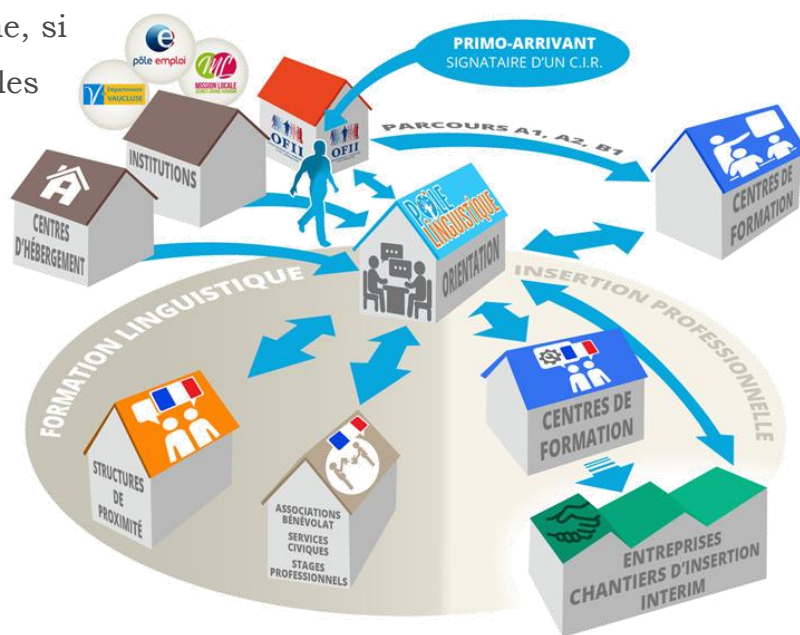 ne, si
les
pôle emploi
Département
VAUCLUSE
MISSION LOCALE
PRIMO-ARRIVANT
SIGNATAIRE D'UN C.I.R.
OFII
OFII
PARCOURS A1, A2, B1
INSTITUTIONS
CENTRES
D'HÉBERGEMENT
PÔLE
LINGUISTIQUE
ORIENTATION
CENTRES DE
FORMATION
FORMATION LINGUISTIQUE
INSERTION PROFESSIONNELLE
STRUCTURES
DE
PROXIMITÉ
ASSOCIATIONS
BÉNÉVOLAT
SERVICES
CIVIQUES
STAGES
PROFESSIONNELS
CENTRES DE
FORMATION
ENTREPRISES
CHANTIERS D'INSERTION
INTERIM